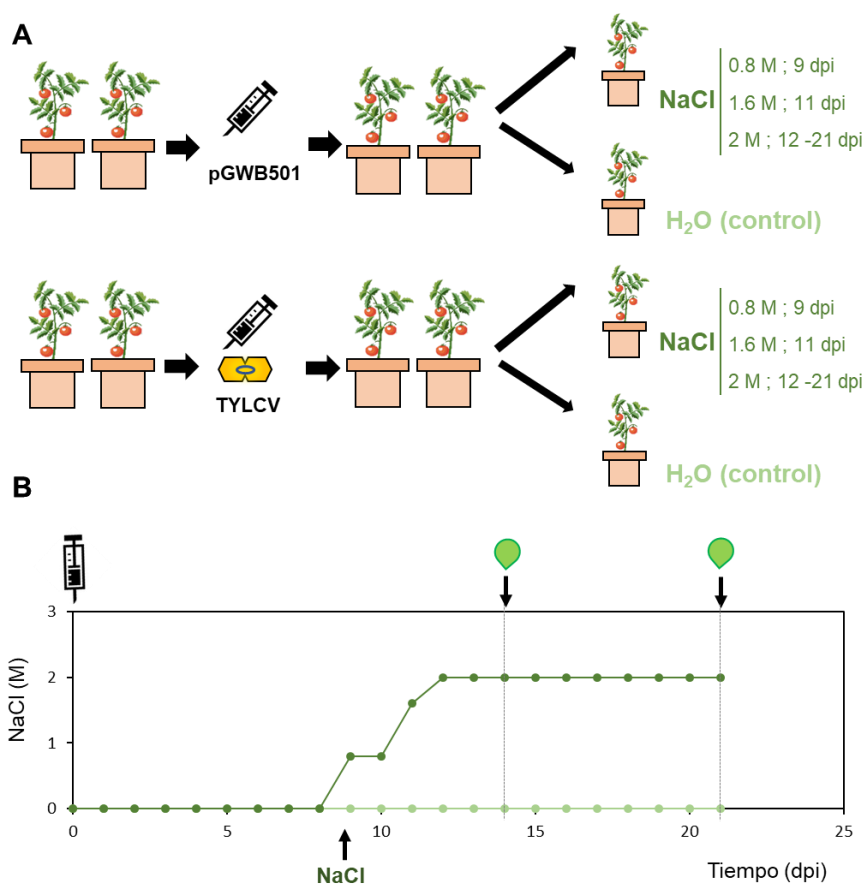 A
pGWB501
NaCl
0.8 M ; 9 dpi
1.6 M ; 11 dpi
2 M ; 12 -21 dpi
H₂O (control)
TYLCV
NaCl
0.8 M ; 9 dpi
1.6 M ; 11 dpi
2 M ; 12 -21 dpi
H₂O (control)
B
NaCl (M)
3
2
1
0
0
5
10
15
20
25
NaCl
Tiempo (dpi)